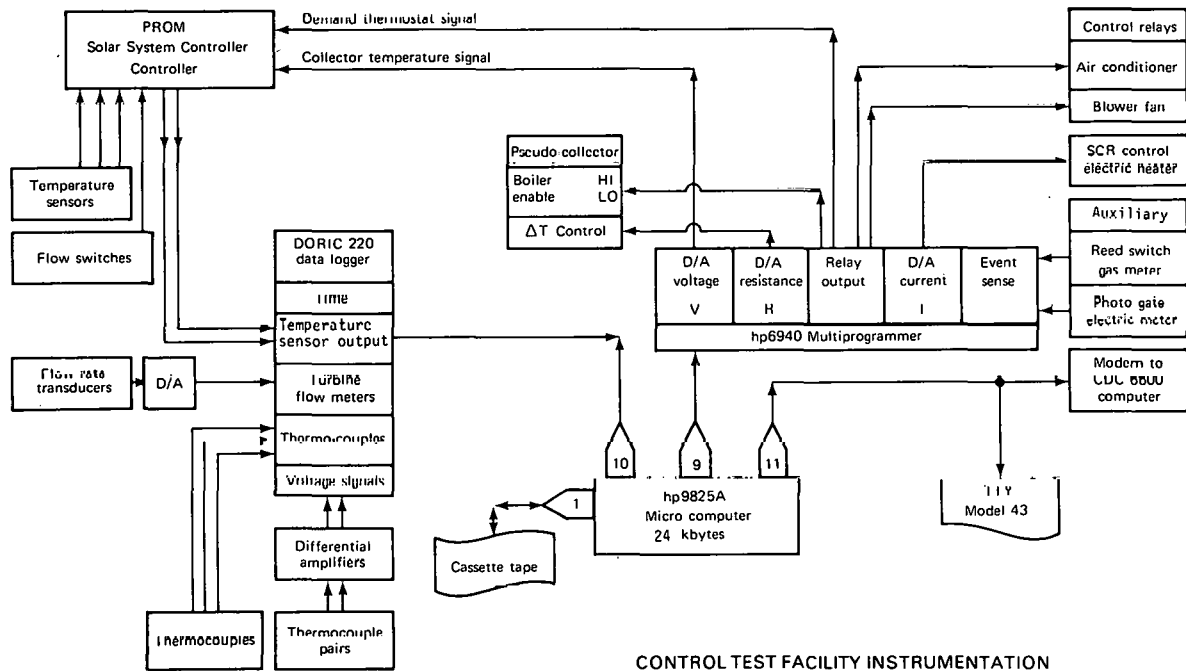 PROM
Solar System Controller
Controller
Demand thermostat signal
Collector temperature signal
Control relays
Air conditioner
Blower fan
SCR control
electric heater
Pseudo-collector
Boiler HI
enable LO
ΔT Control
Temperature
sensors
Flow switches
DORIC 220
data logger
Time
Temperature
sensor output
Turbine
flow meters
Thermocouples
Voltage signals
Flow rate
transducers
D/A
D/A
voltage
V
D/A
resistance
R
Relay
output
D/A
current
I
Event
sense
hp6940 Multiprogrammer
Auxiliary
Reed switch
gas meter
Photo gate
electric meter
Modem to
CDC 6600
computer
10
9
11
1
hp9825A
Micro computer
24 kbytes
Cassette tape
TTY
Model 43
Differential
amplifiers
Thermocouples
Thermocouple
pairs
CONTROL TEST FACILITY INSTRUMENTATION